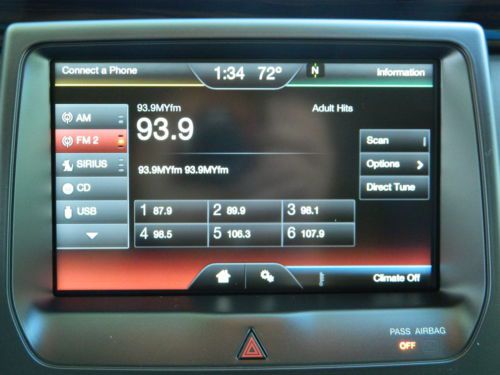 Connect a Phone
1:34 72° N
Information
93.9MYfm
Adult Hits
93.9
93.9MYfm 93.9MYfm
AM
FM 2
SIRIUS
CD
USB
Scan
Options
Direct Tune
1 87.9
2 89.9
3 98.1
4 98.5
5 106.3
6 107.9
Climate Off
PASS AIRBAG
OFF